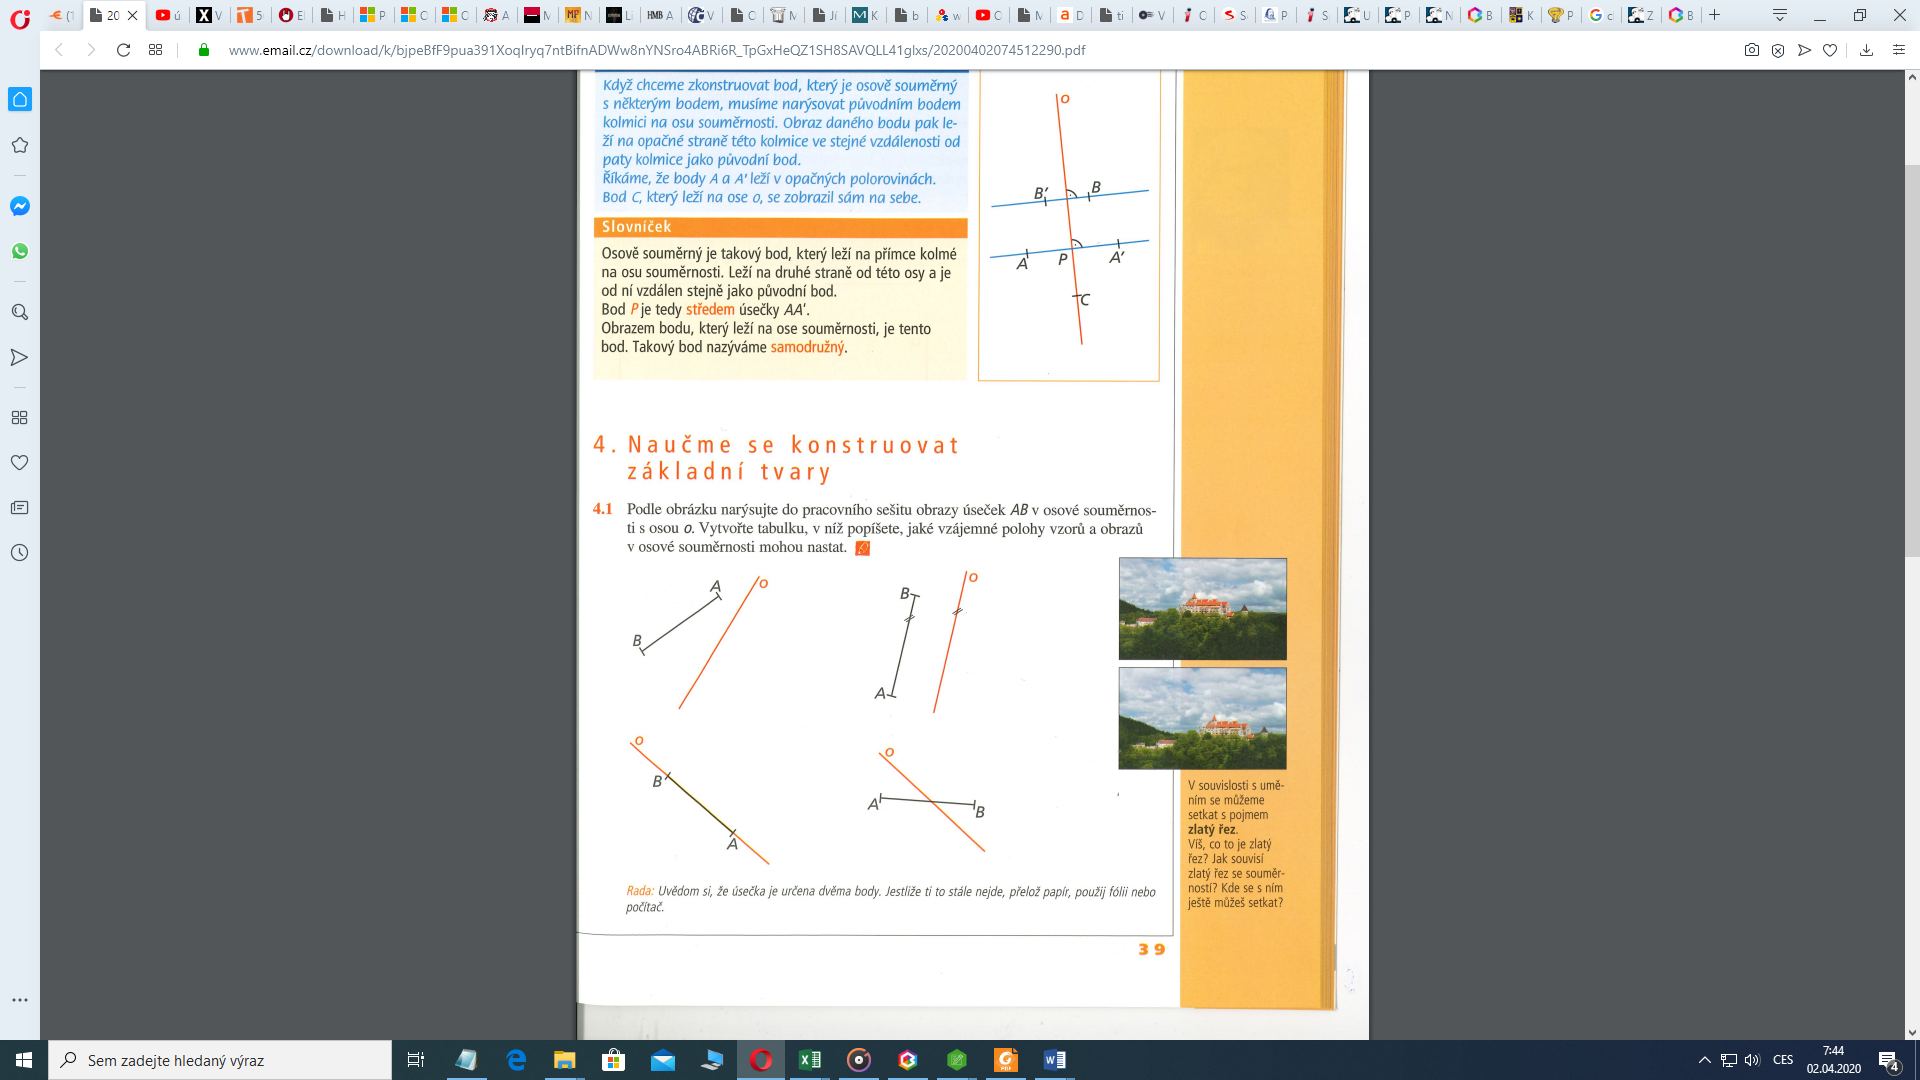 www.email.cz/download/k/bjpeBfF9pua391XoqIryq7ntBifnADWw8nYNSro4ABRi6R_TpGxHeQZ1SH8SAVQLL41glxs/20200402074512290.pdf
Když chceme zkonstruovat bod, který je osově souměrný
s některým bodem, musíme narýsovat původním bodem
kolmici na osu souměrnosti. Obraz daného bodu pak le-
ží na opačné straně této kolmice ve stejné vzdálenosti od
paty kolmice jako původní bod.
Říkáme, že body A a A' leží v opačných polorovinách.
Bod C, který leží na ose o, se zobrazil sám na sebe.
Slovníček
Osově souměrný je takový bod, který leží na přímce kolmé
na osu souměrnosti. Leží na druhé straně od této osy a je
od ní vzdálen stejně jako původní bod.
Bod P je tedy středem úsečky AA'.
Obrazem bodu, který leží na ose souměrnosti, je tento
bod. Takový bod nazýváme samodružný.
o
B' B
A P A'
C
4. Naučme se konstruovat
základní tvary
4.1 Podle obrázku narýsujte do pracovního sešitu obrazy úseček AB v osové souměrnos-
ti s osou o. Vytvořte tabulku, v níž popíšete, jaké vzájemné polohy vzorů a obrazů
v osové souměrnosti mohou nastat.
A o
B
B o
A
o
B
A
o
A B
Rada: Uvědom si, že úsečka je určena dvěma body. Jestliže ti to stále nejde, přelož papír, použij fólii nebo
počítač.
39
V souvislosti s umě-
ním se můžeme
setkat s pojmem
zlatý řez.
Víš, co to je zlatý
řez? Jak souvisí
zlatý řez se souměr-
ností? Kde se s ním
ještě můžeš setkat?
Sem zadejte hledaný výraz
CES
7:44
02.04.2020
4